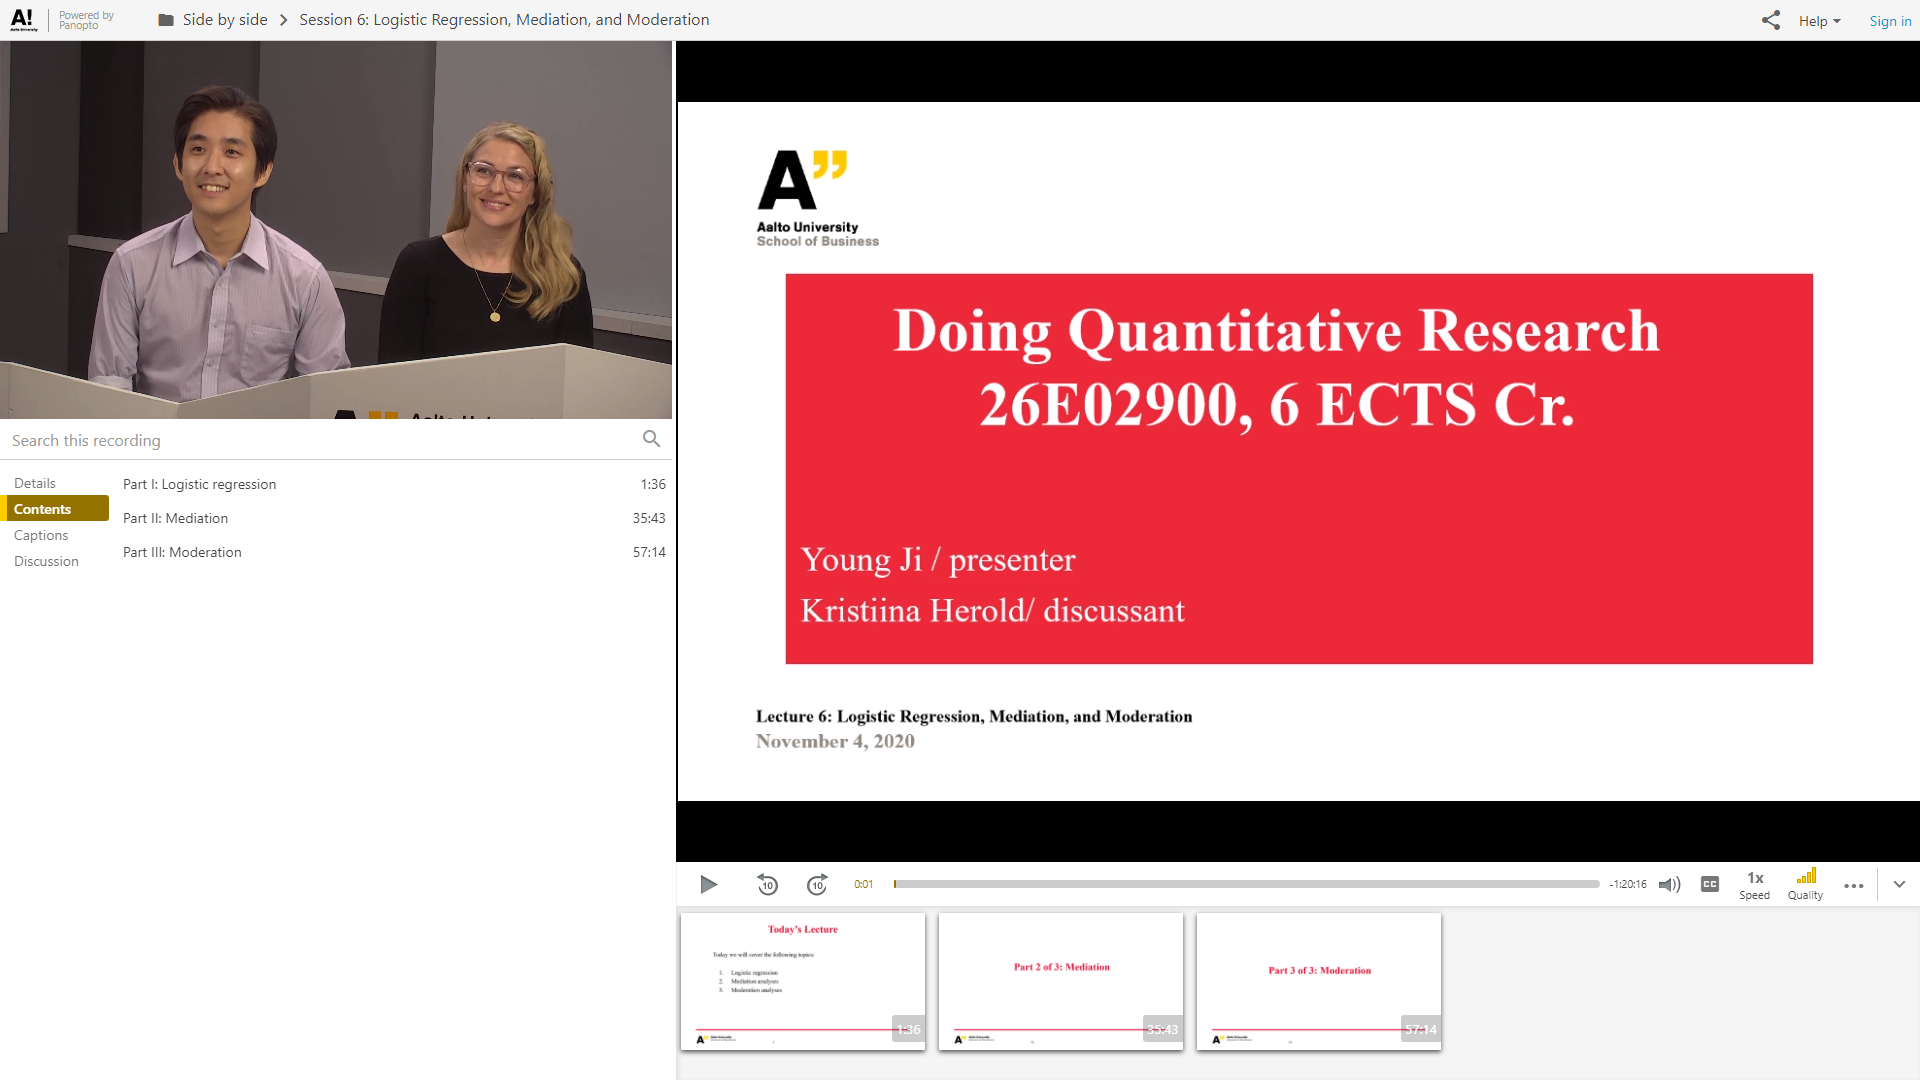 A!
Aalto University
Powered by
Panopto
Side by side
Session 6: Logistic Regression, Mediation, and Moderation
Help
Sign in
Search this recording
Details
Contents
Captions
Discussion
Part I: Logistic regression 1:36
Part II: Mediation 35:43
Part III: Moderation 57:14
A”
Aalto University
School of Business
Doing Quantitative Research
26E02900, 6 ECTS Cr.
Young Ji / presenter
Kristiina Herold/ discussant
Lecture 6: Logistic Regression, Mediation, and Moderation
November 4, 2020
10
10
0:01
-1:20:16
CC
1x
Speed
Quality
Today's Lecture
Today we will cover the following topics:
1. Logistic regression
2. Mediation analyses
3. Moderation analyses
1:36
Part 2 of 3: Mediation
35:43
Part 3 of 3: Moderation
57:14